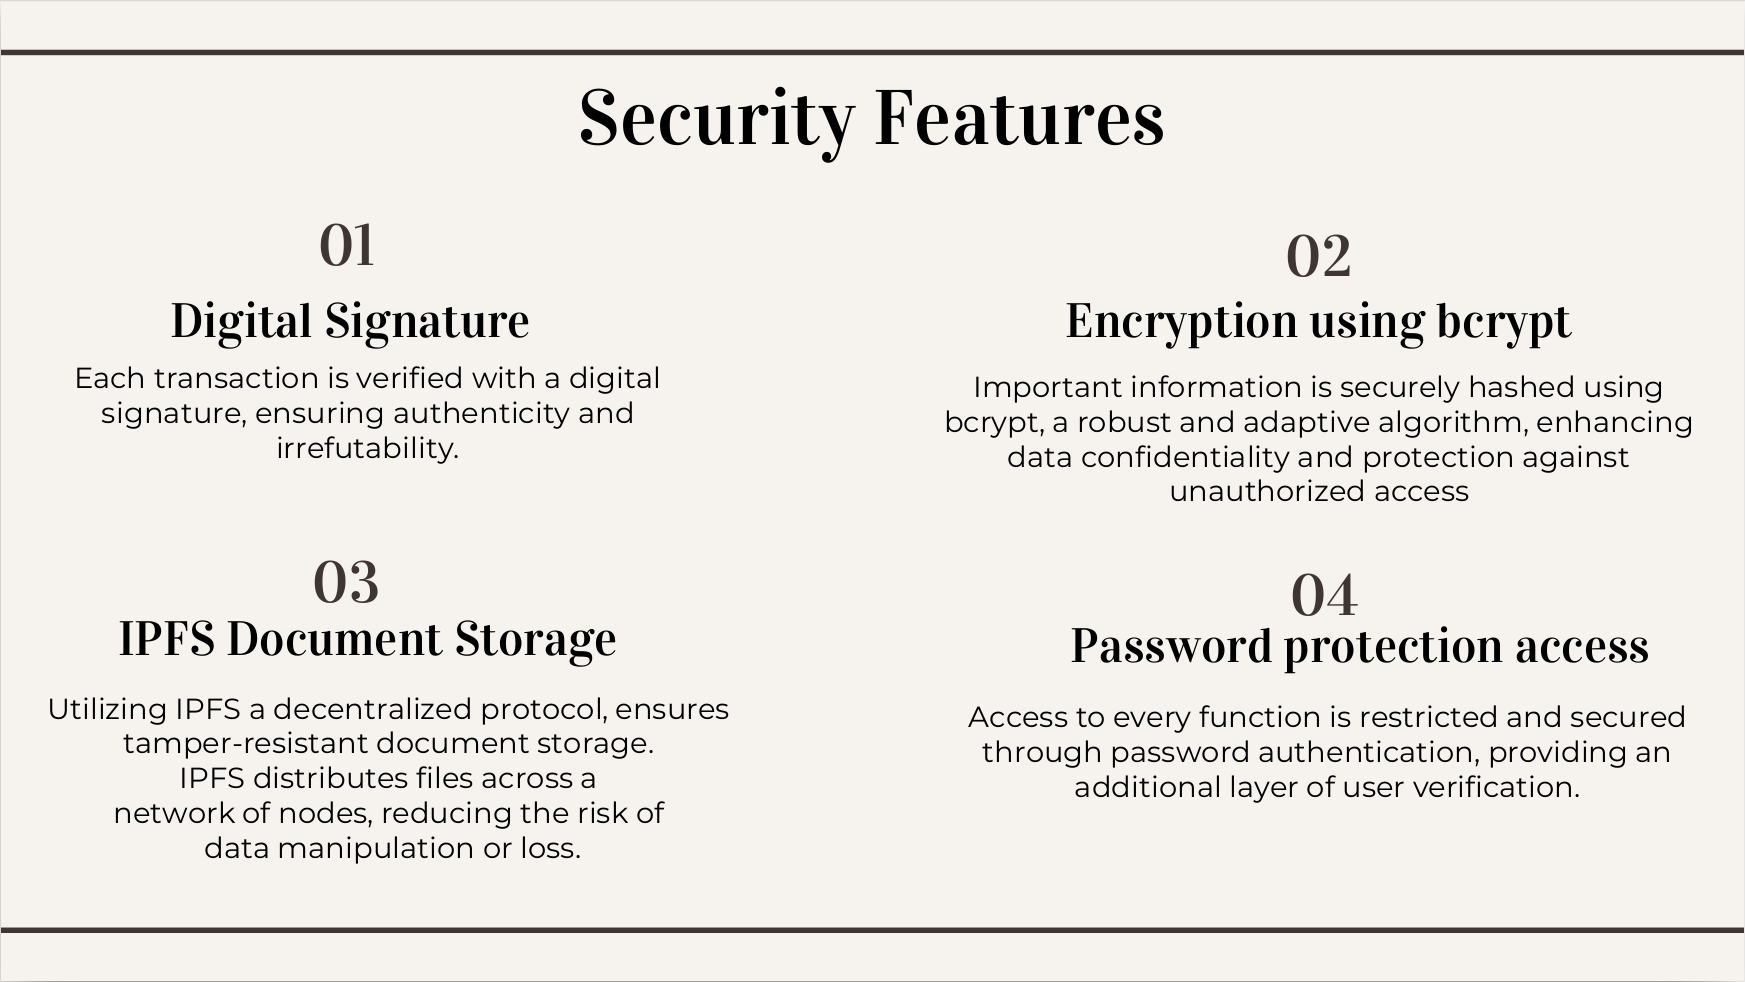 Security Features
01
Digital Signature
Each transaction is verified with a digital
signature, ensuring authenticity and
irrefutability.
02
Encryption using bcrypt
Important information is securely hashed using
bcrypt, a robust and adaptive algorithm, enhancing
data confidentiality and protection against
unauthorized access
03
IPFS Document Storage
Utilizing IPFS a decentralized protocol, ensures
tamper-resistant document storage.
IPFS distributes files across a
network of nodes, reducing the risk of
data manipulation or loss.
04
Password protection access
Access to every function is restricted and secured
through password authentication, providing an
additional layer of user verification.